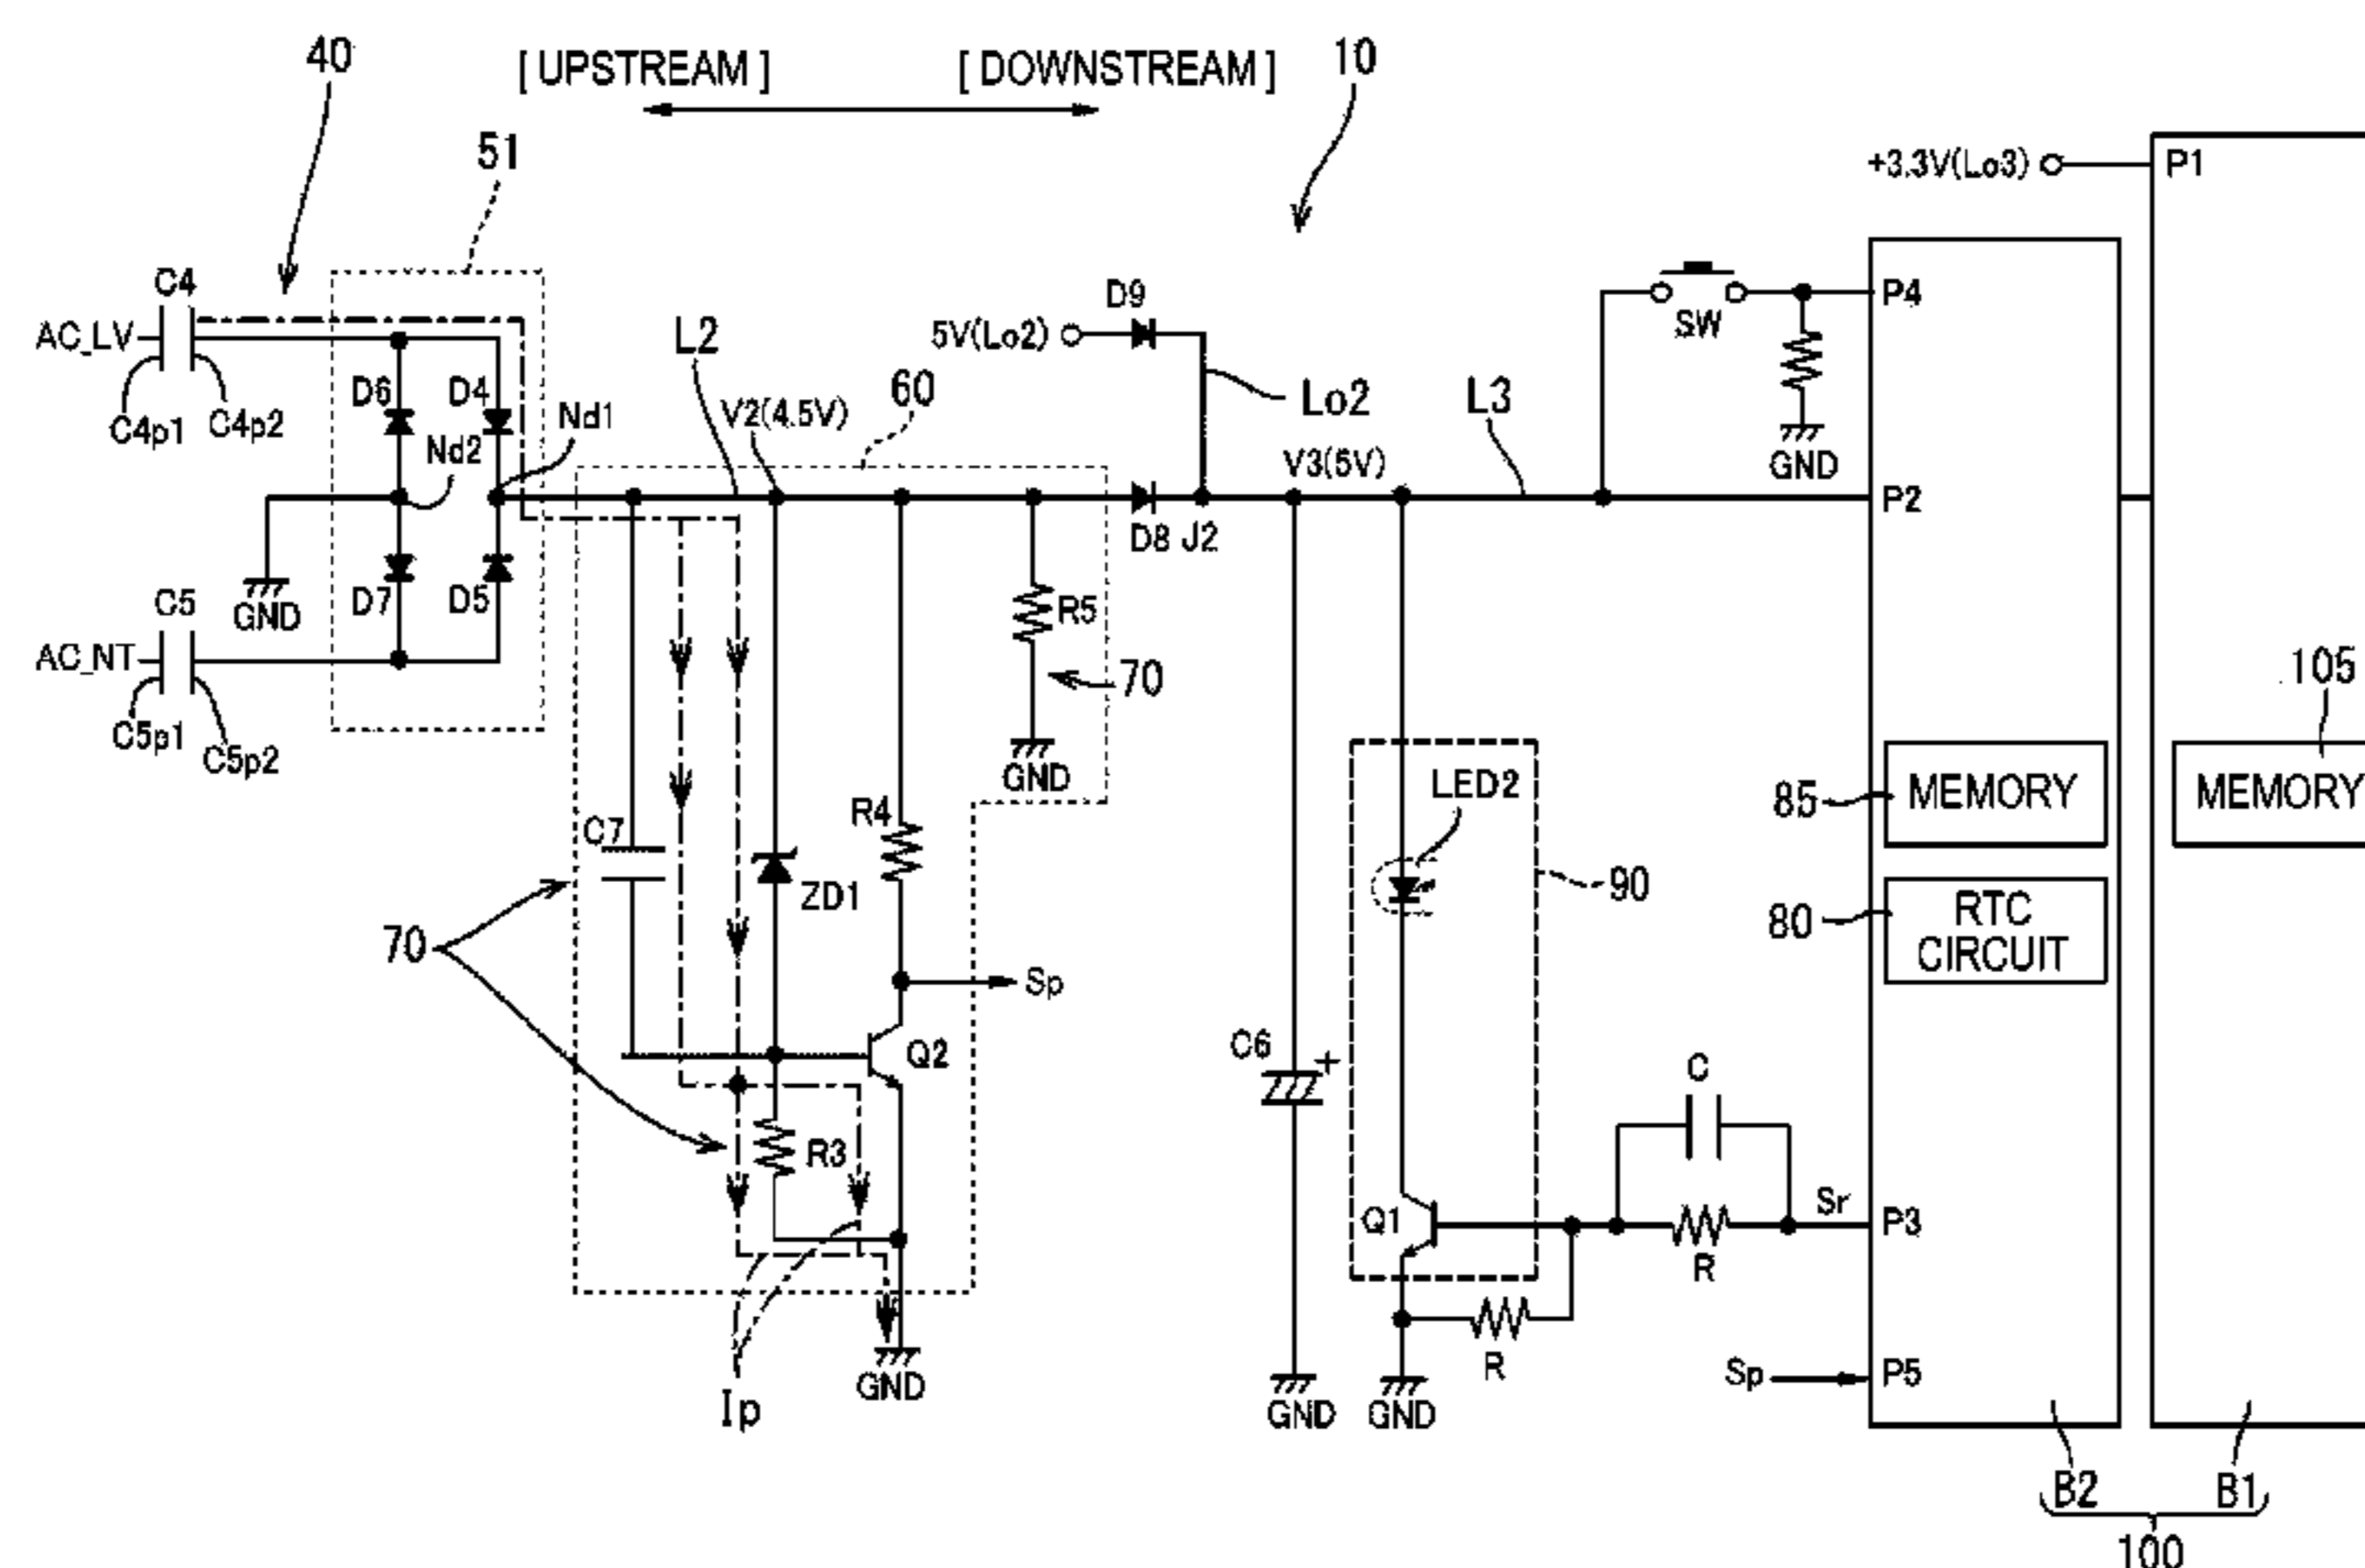 40
[ UPSTREAM ]
[ DOWNSTREAM ]
10
51
+3.3V(Lo3)
P1
C4
AC_LV
C4p1
C4p2
D6
D4
Nd1
Nd2
L2
V2(4.5V)
60
5V(Lo2)
D9
Lo2
L3
V3(5V)
SW
GND
P4
P2
D8 J2
GND
D7
D5
C5
AC_NT
C5p1
C5p2
R5
70
GND
105
LED2
90
85
MEMORY
MEMORY
80
RTC
CIRCUIT
C7
ZD1
R4
70
Sp
Q2
R3
C6
+
Q1
C
R
Sr
P3
R
Sp
P5
Ip
GND
GND
GND
B2
B1
100